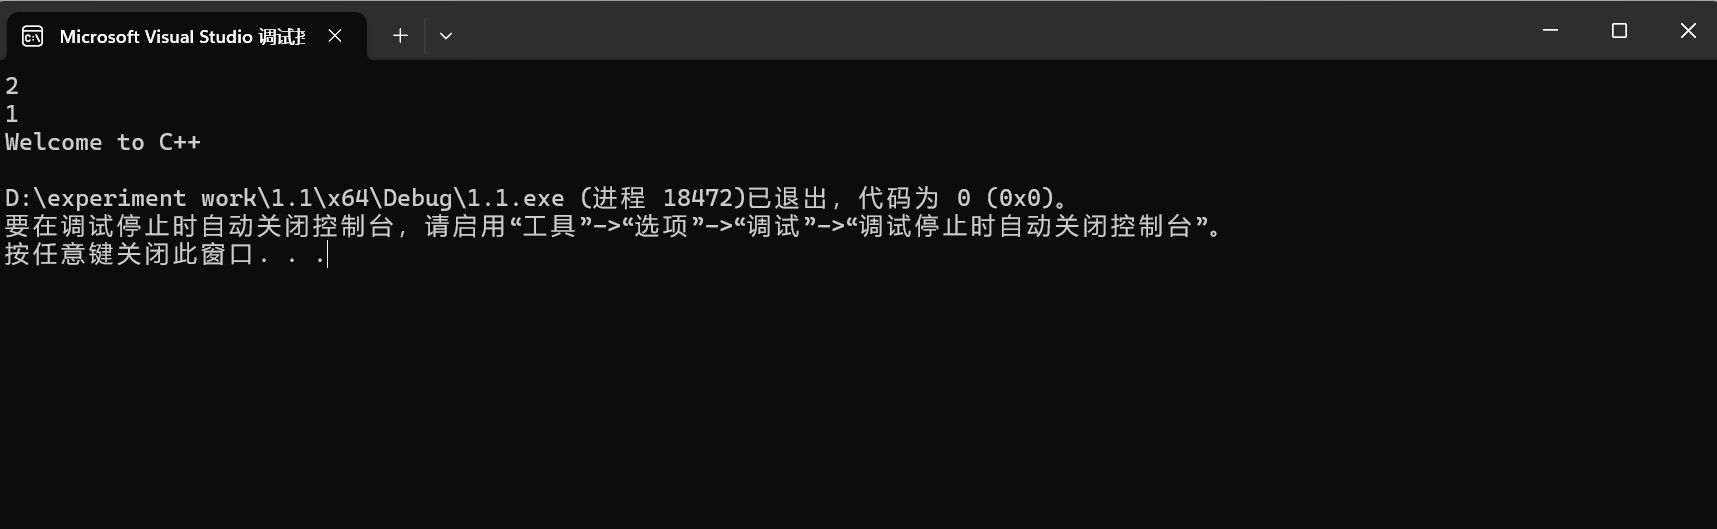 Microsoft Visual Studio 调试
2
1
Welcome to C++
D:\experiment work\1.1\x64\Debug\1.1.exe (进程 18472)已退出，代码为 0 (0x0)。
要在调试停止时自动关闭控制台，请启用“工具”->“选项”->“调试”->“调试停止时自动关闭控制台”。
按任意键关闭此窗口. . .